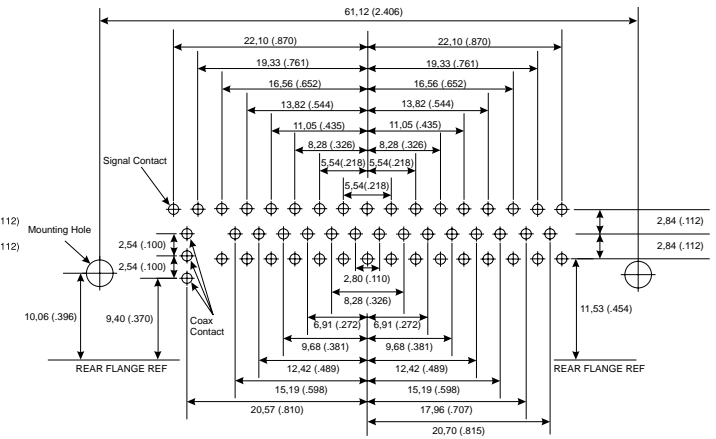 61,12 (2.406)
22,10 (.870) 22,10 (.870)
19,33 (.761) 19,33 (.761)
16,56 (.652) 16,56 (.652)
13,82 (.544) 13,82 (.544)
11,05 (.435) 11,05 (.435)
8,28 (.326) 8,28 (.326)
Signal Contact
5,54(.218) 5,54(.218)
5,54(.218)
112) 2,84 (.112)
Mounting Hole
112) 2,54 (.100) 2,84 (.112)
2,54 (.100)
2,80 (.110)
8,28 (.326)
10,06 (.396) 9,40 (.370) Coax
Contact
11,53 (.454)
6,91 (.272) 6,91 (.272)
9,68 (.381) 9,68 (.381)
REAR FLANGE REF 12,42 (.489) 12,42 (.489) REAR FLANGE REF
15,19 (.598) 15,19 (.598)
20,57 (.810) 17,96 (.707)
20,70 (.815)